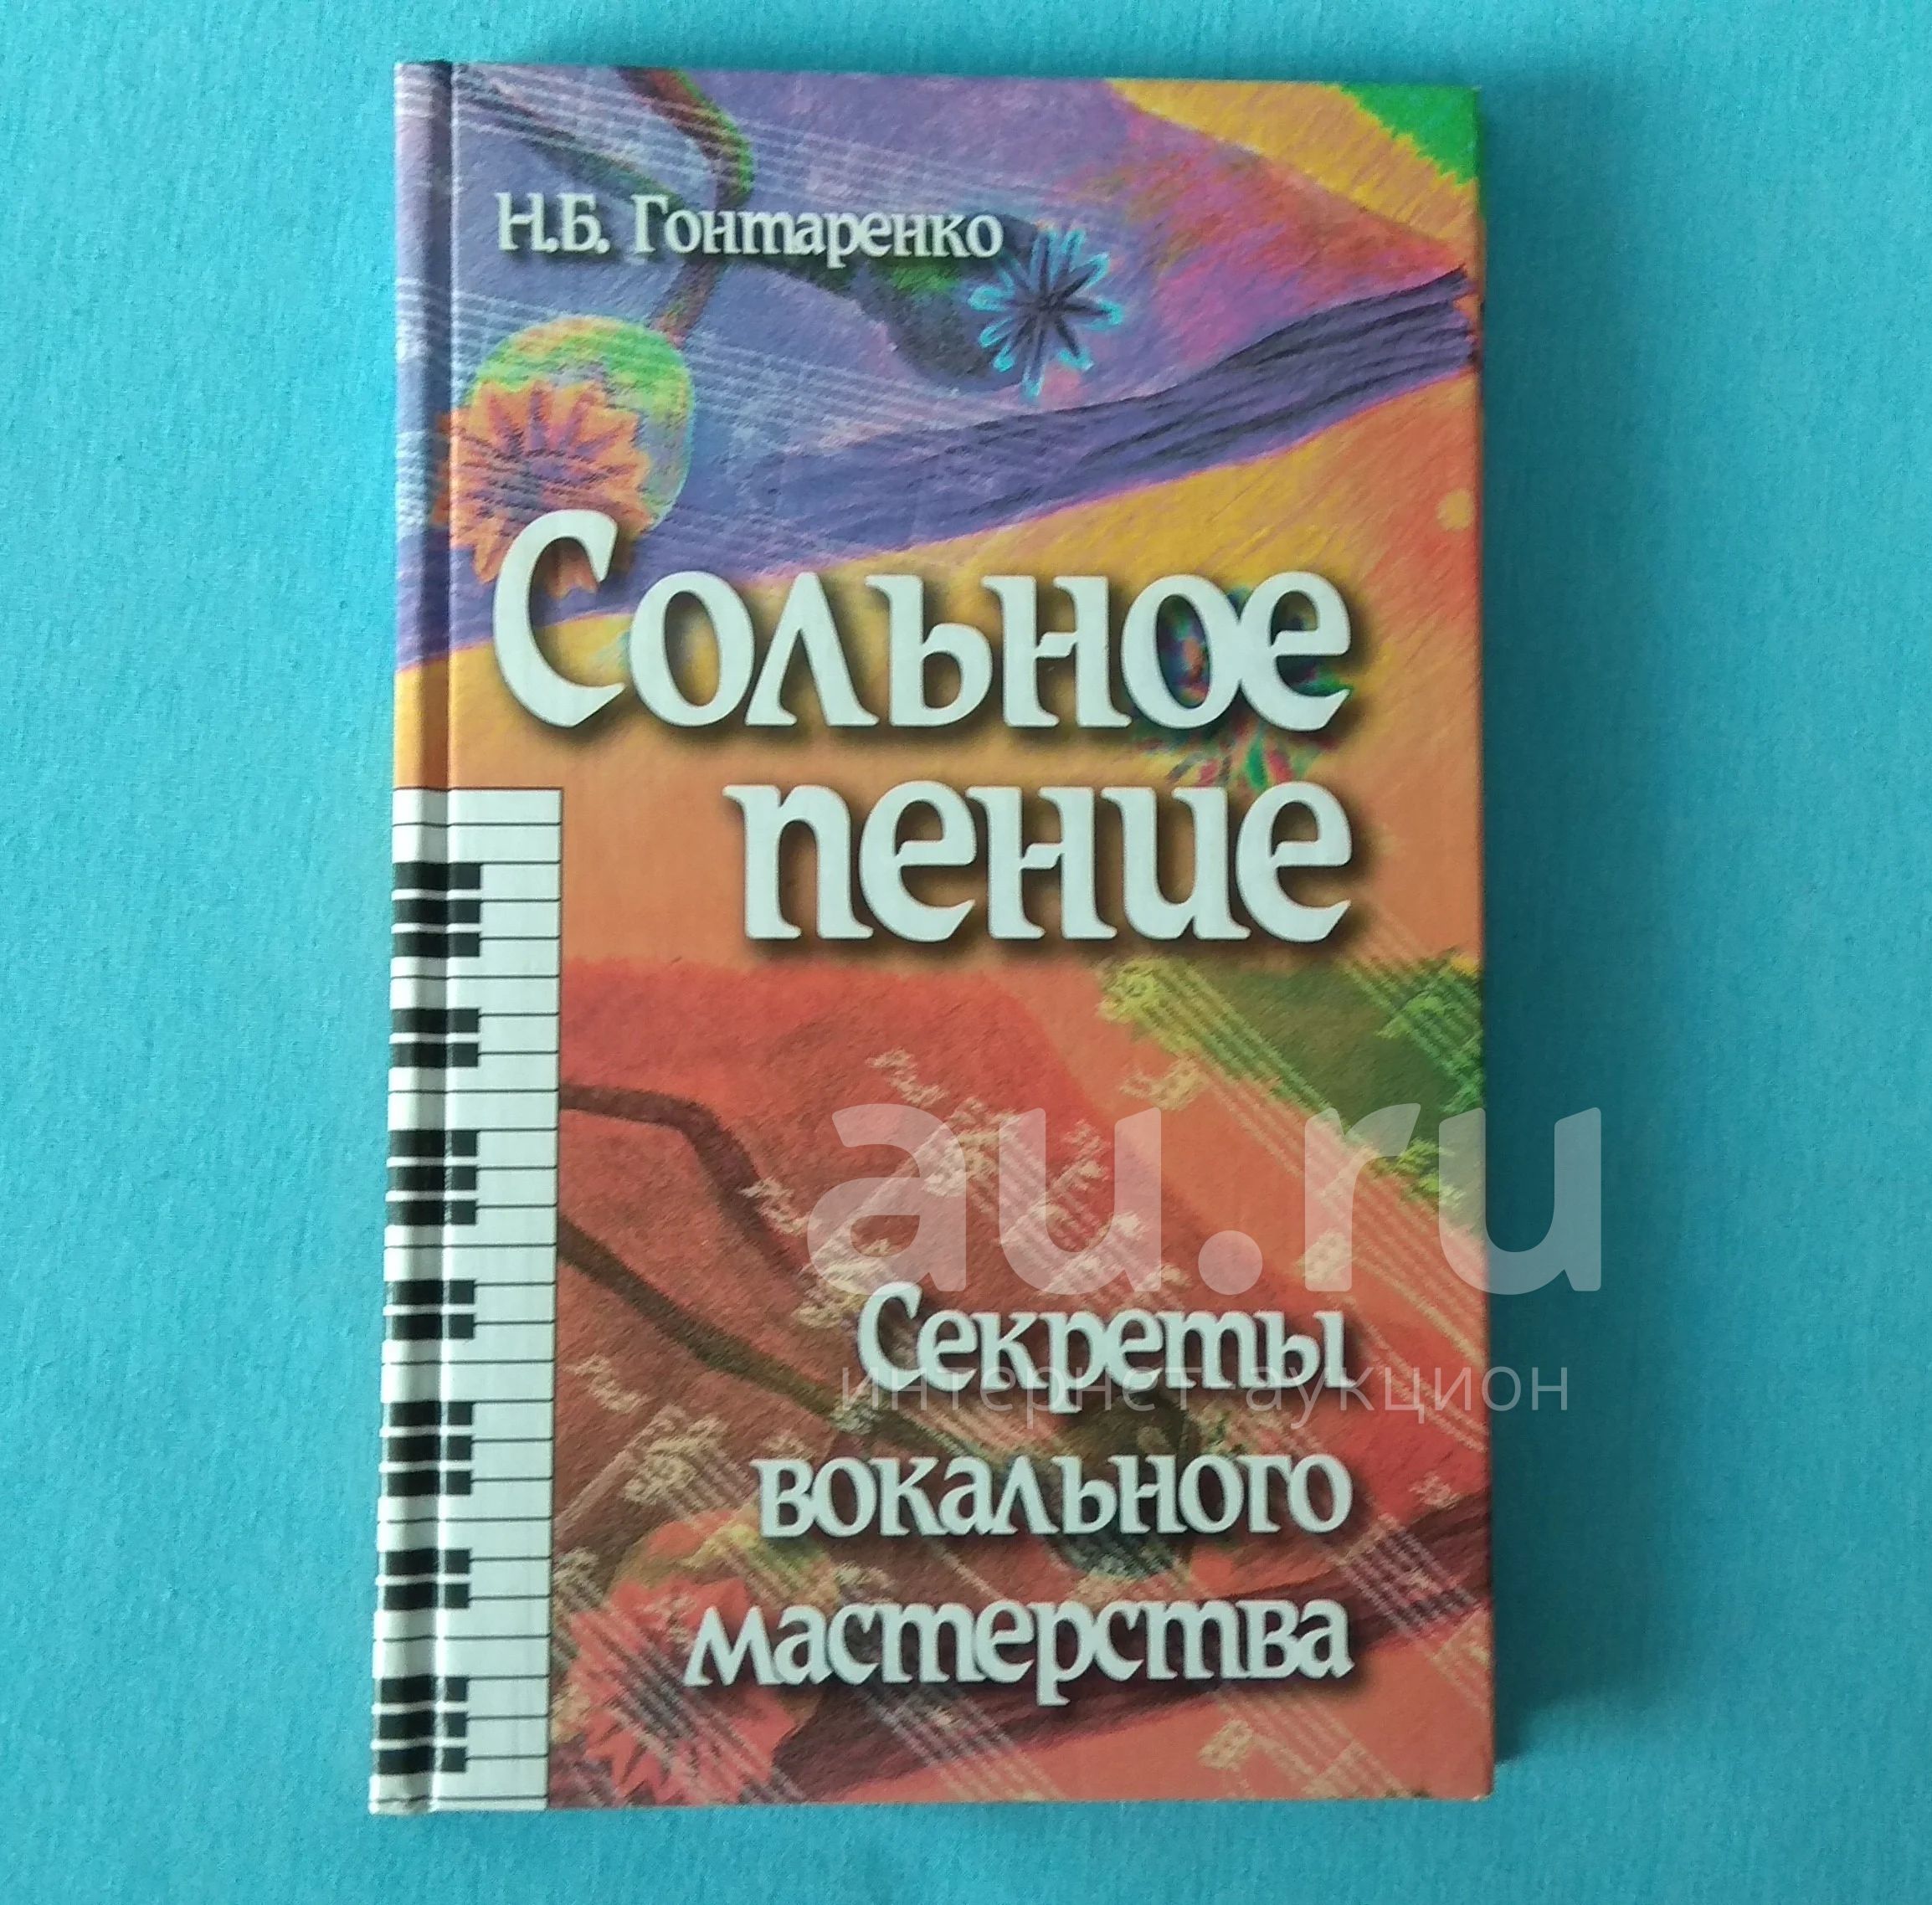 Н.Б. Гонтаренко
Сольное
пение
au.ru
Секреты
интернет аукцион
вокального
мастерства